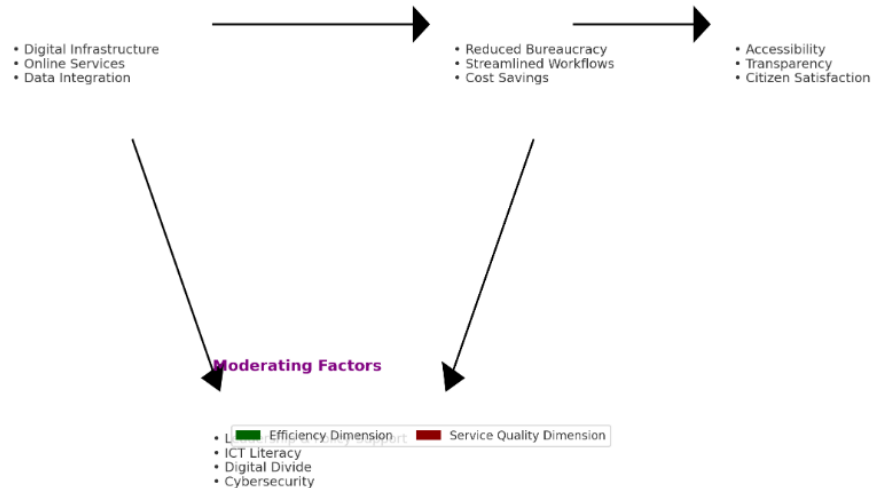 • Digital Infrastructure
• Online Services
• Data Integration
• Reduced Bureaucracy
• Streamlined Workflows
• Cost Savings
• Accessibility
• Transparency
• Citizen Satisfaction
Moderating Factors
Efficiency Dimension
Service Quality Dimension
• ICT Literacy
• Digital Divide
• Cybersecurity